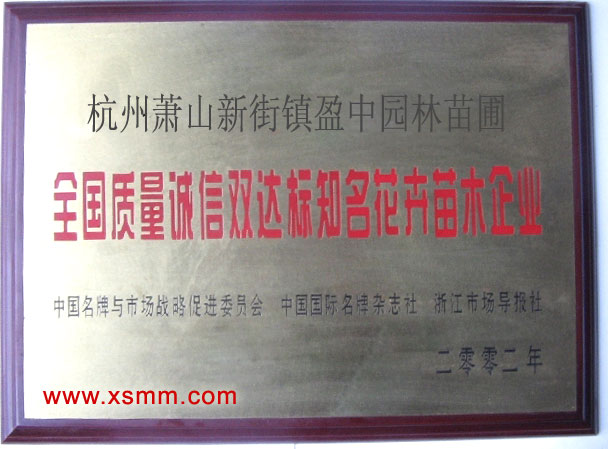 杭州萧山新街镇盈中园林苗圃
全国质量诚信双达标知名花卉苗木企业
中国名牌与市场战略促进委员会 中国国际名牌杂志社 浙江市场导报社
二零零二年
www.xsmm.com